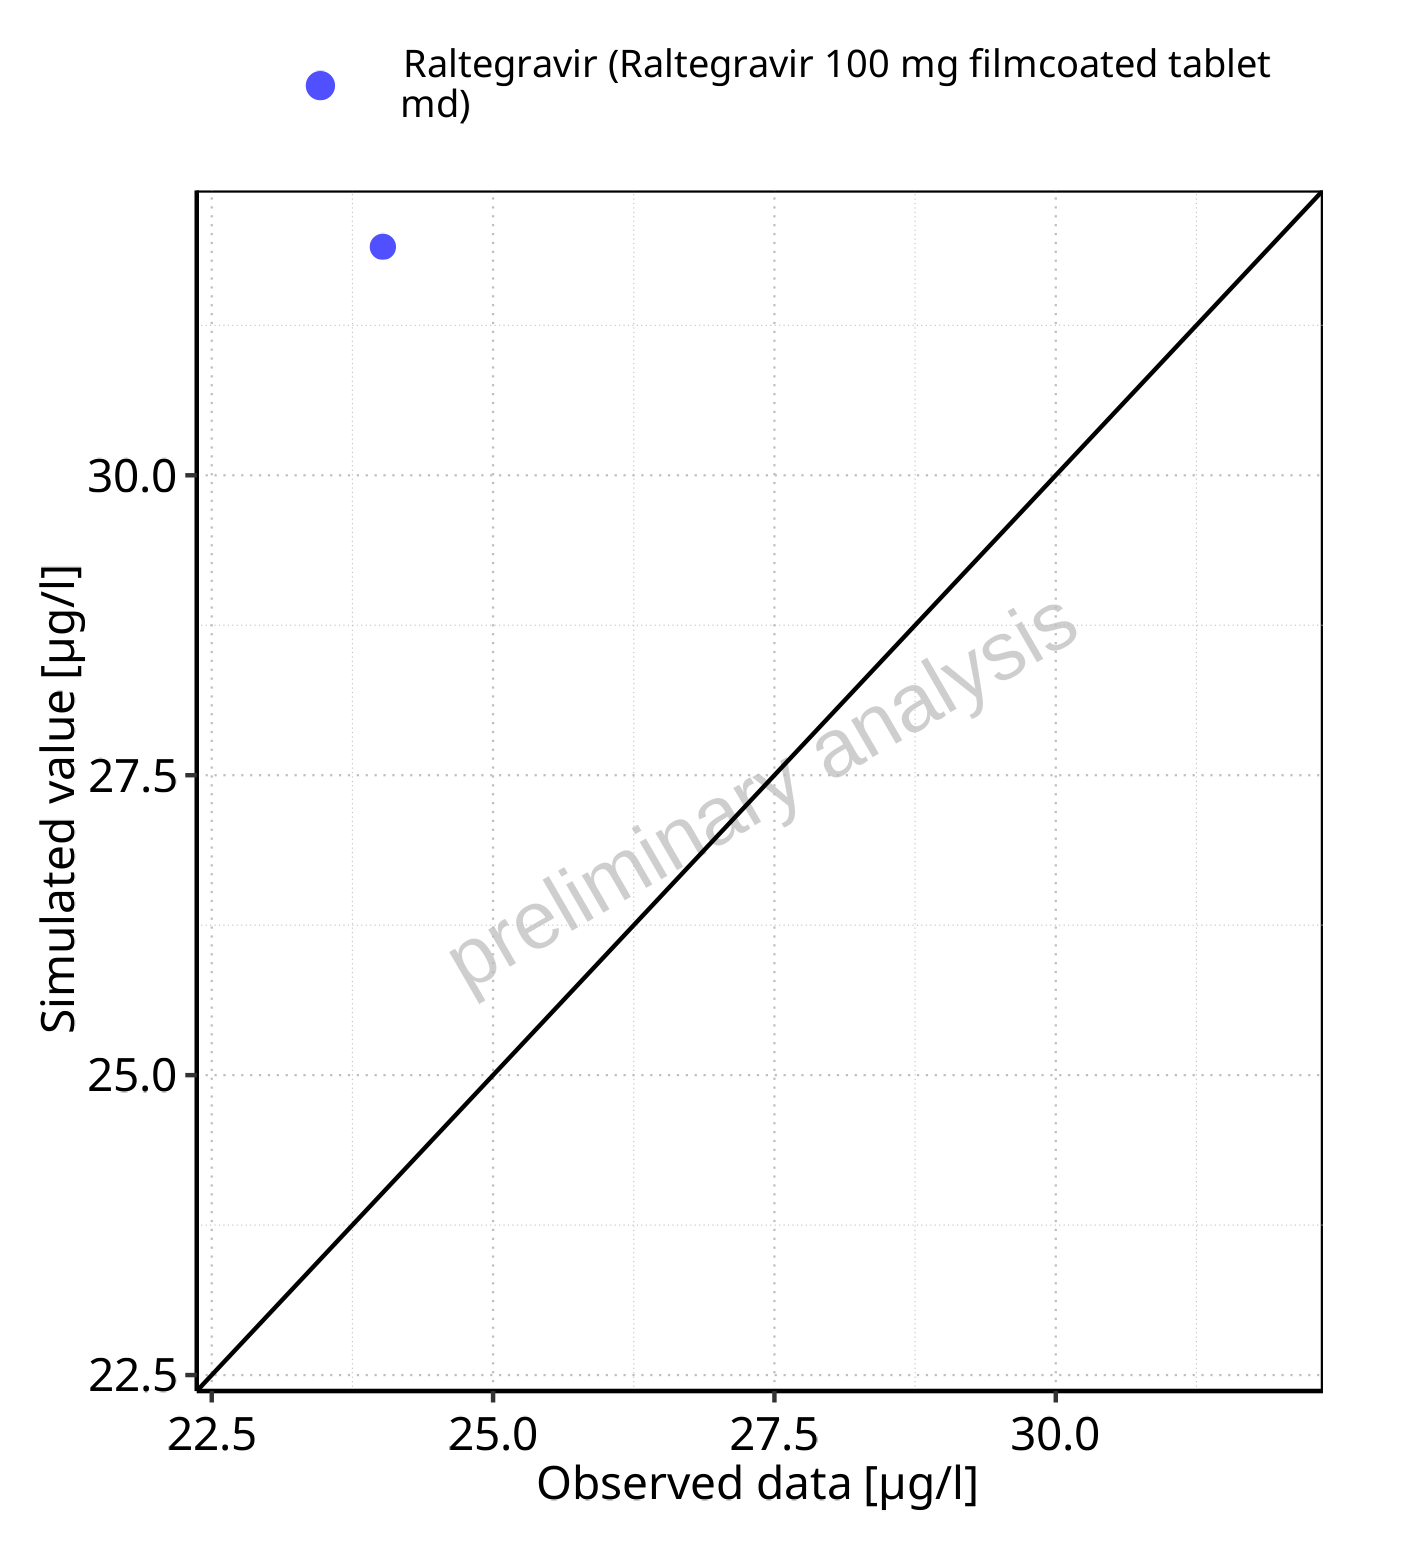 Raltegravir (Raltegravir 100 mg filmcoated tablet
md)
30.0
27.5
25.0
22.5
Simulated value [µg/l]
preliminary analysis
22.5 25.0 27.5 30.0
Observed data [µg/l]